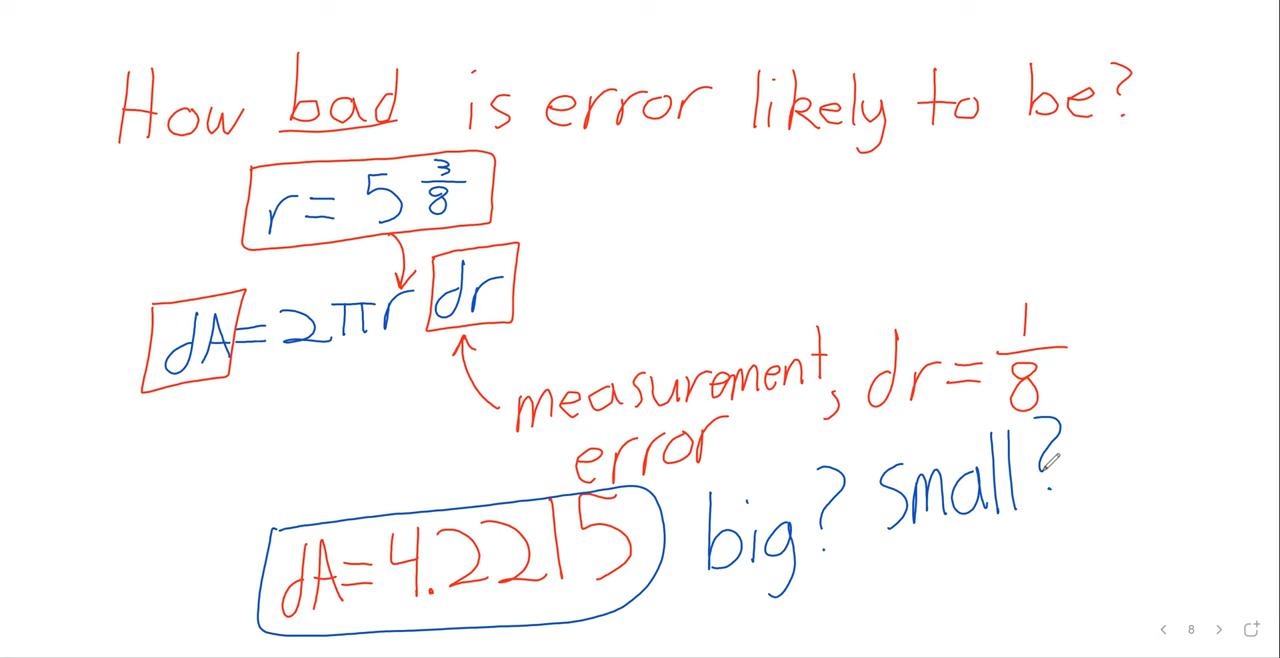 How bad is error likely to be?
r = 5 3/8
dA = 2πr dr
measurement error, dr = 1/8
dA = 4.2215 big? small?
8